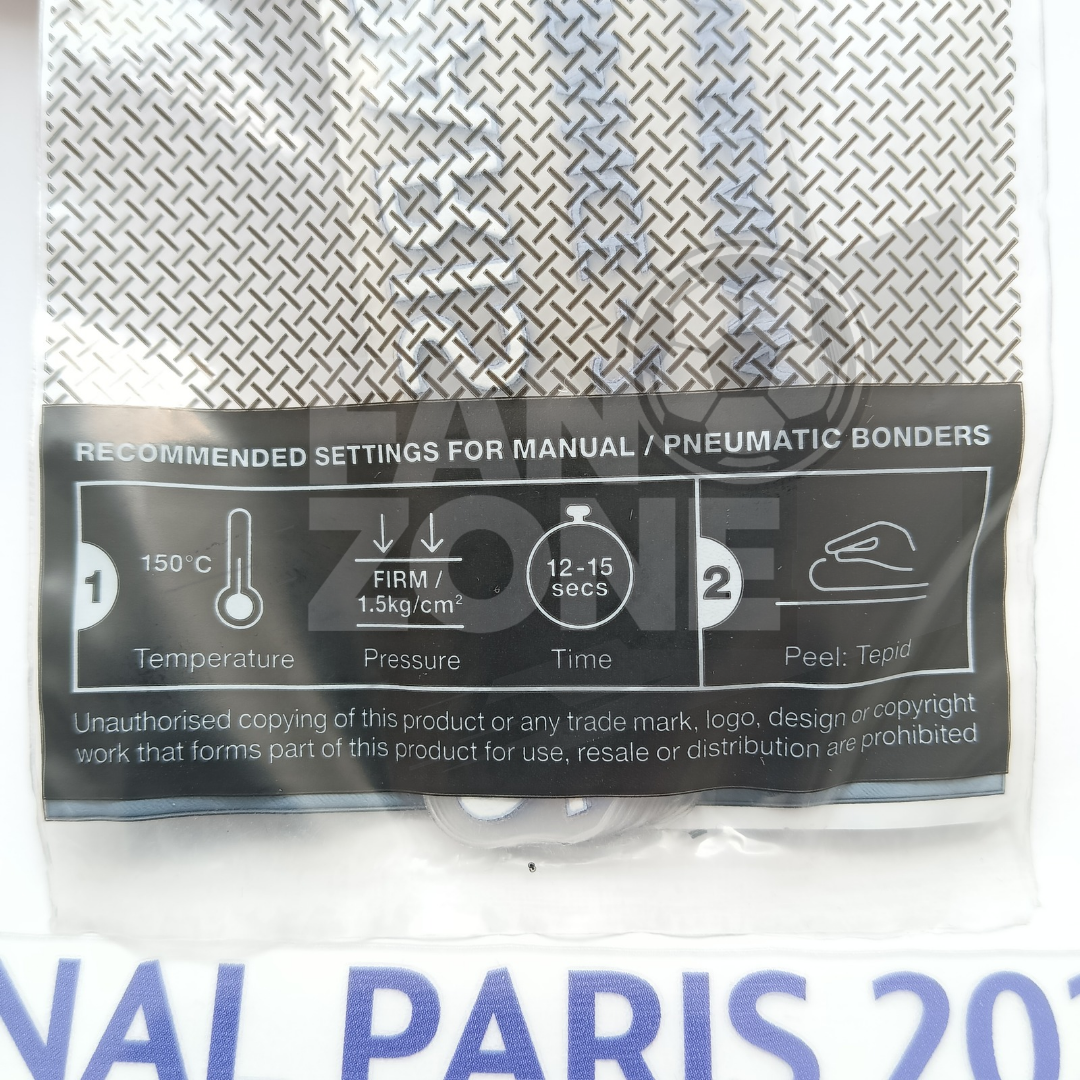 FAN
ZONE
RECOMMENDED SETTINGS FOR MANUAL / PNEUMATIC BONDERS
1
150°C
Temperature
FIRM /
1.5kg/cm²
Pressure
12-15
secs
Time
2
Peel: Tepid
Unauthorised copying of this product or any trade mark, logo, design or copyright
work that forms part of this product for use, resale or distribution are prohibited
NAL PARIS 20